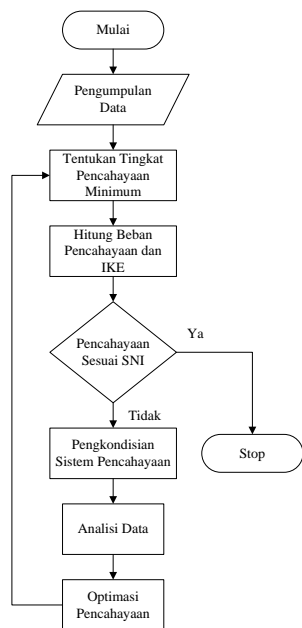 Mulai
Pengumpulan
Data
Tentukan Tingkat
Pencahayaan
Minimum
Hitung Beban
Pencahayaan dan
IKE
Pencahayaan
Sesuai SNI
Ya
Tidak
Pengkondisian
Sistem Pencahayaan
Stop
Analisi Data
Optimasi
Pencahayaan